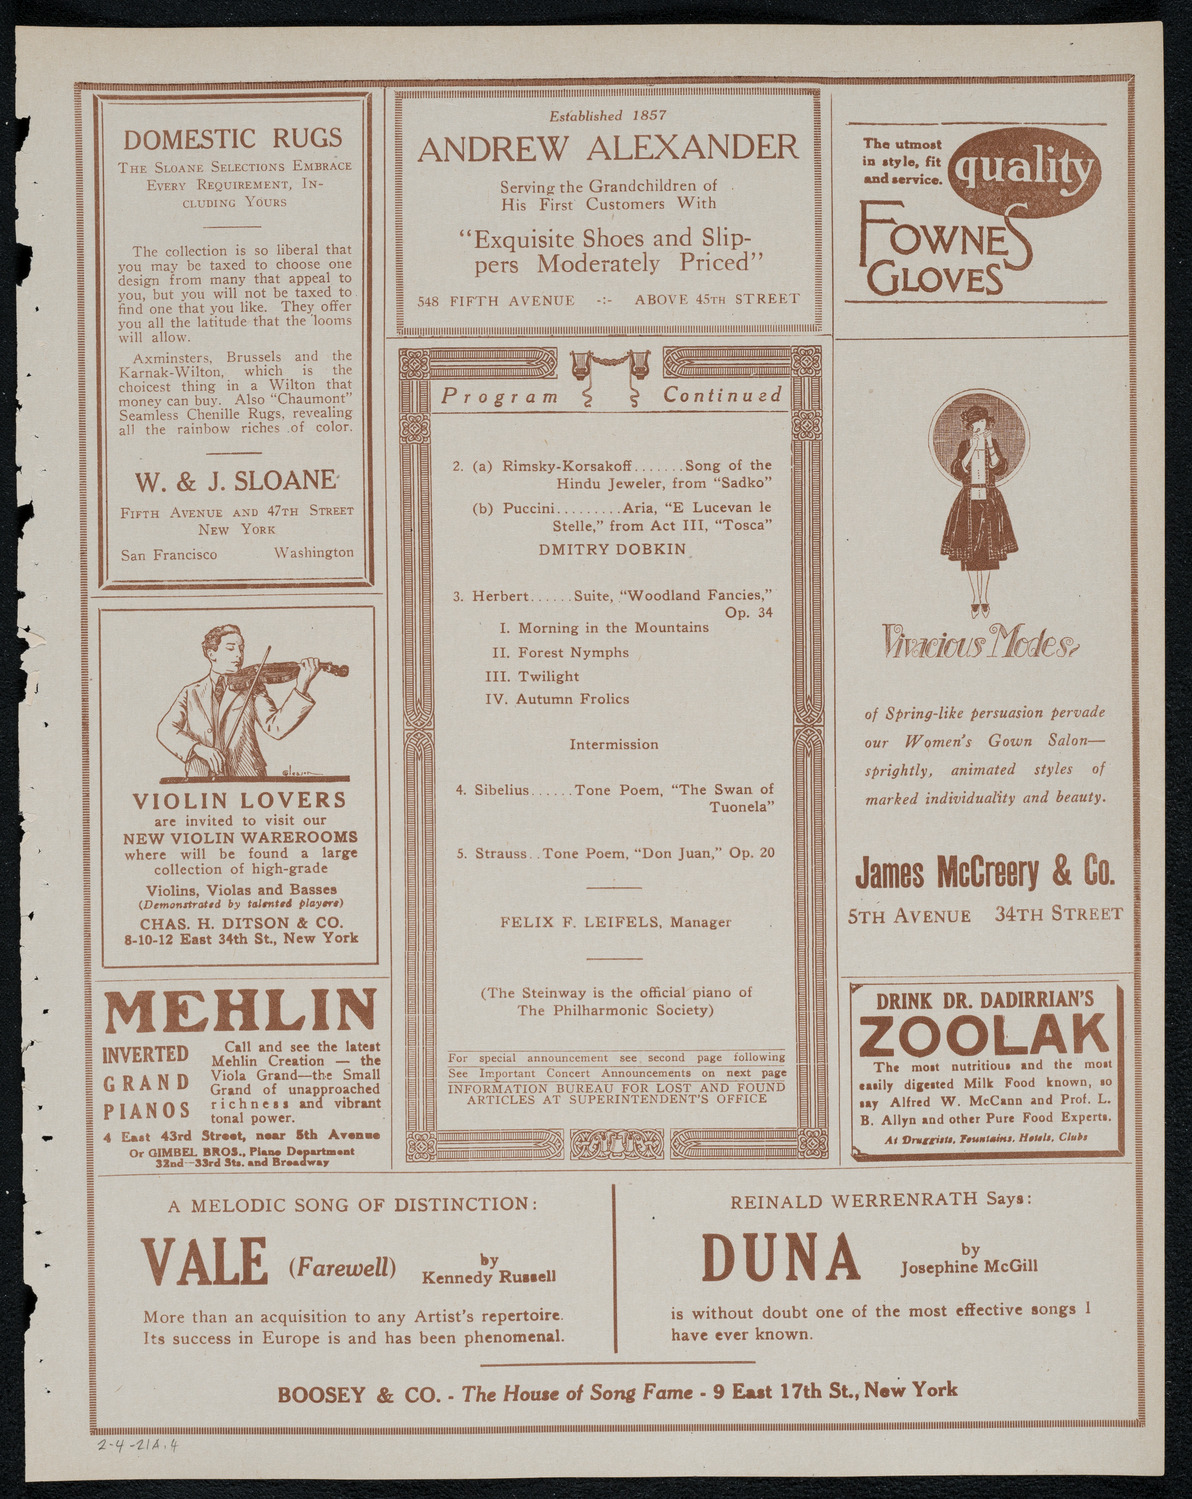 DOMESTIC RUGS
THE SLOANE SELECTIONS EMBRACE
EVERY REQUIREMENT, IN-
CLUDING YOURS
The collection is so liberal that
you may be taxed to choose one
design from many that appeal to
you, but you will not be taxed to
find one that you like. They offer
you all the latitude that the looms
will allow.
Axminsters, Brussels and the
Karnak-Wilton, which is the
choicest thing in a Wilton that
money can buy. Also "Chaumont"
Seamless Chenille Rugs, revealing
all the rainbow riches of color.
W. & J. SLOANE
FIFTH AVENUE AND 47TH STREET
NEW YORK
San Francisco Washington
Established 1857
ANDREW ALEXANDER
Serving the Grandchildren of
His First Customers With
"Exquisite Shoes and Slip-
pers Moderately Priced"
548 FIFTH AVENUE -:- ABOVE 45TH STREET
The utmost
in style, fit
and service.
quality
FOWNES
GLOVES
Program Continued
2. (a) Rimsky-Korsakoff.......Song of the
Hindu Jeweler, from "Sadko"
(b) Puccini.........Aria, "E Lucevan le
Stelle," from Act III, "Tosca"
DMITRY DOBKIN
3. Herbert......Suite, "Woodland Fancies,"
Op. 34
I. Morning in the Mountains
II. Forest Nymphs
III. Twilight
IV. Autumn Frolics
Intermission
4. Sibelius......Tone Poem, "The Swan of
Tuonela"
5. Strauss..Tone Poem, "Don Juan," Op. 20
FELIX F. LEIFELS, Manager
(The Steinway is the official piano of
The Philharmonic Society)
For special announcement see second page following
See Important Concert Announcements on next page
INFORMATION BUREAU FOR LOST AND FOUND
ARTICLES AT SUPERINTENDENT'S OFFICE
VIOLIN LOVERS
are invited to visit our
NEW VIOLIN WAREROOMS
where will be found a large
collection of high-grade
Violins, Violas and Basses
(Demonstrated by talented players)
CHAS. H. DITSON & CO.
8-10-12 East 34th St., New York
Vivacious Modes
of Spring-like persuasion pervade
our Women's Gown Salon—
sprightly, animated styles of
marked individuality and beauty.
James McCreery & Co.
5TH AVENUE 34TH STREET
MEHLIN
INVERTED
GRAND
PIANOS
Call and see the latest
Mehlin Creation — the
Viola Grand—the Small
Grand of unapproached
richness and vibrant
tonal power.
4 East 43rd Street, near 5th Avenue
Or GIMBEL BROS., Piano Department
32nd—33rd Sts. and Broadway
DRINK DR. DADIRRIAN'S
ZOOLAK
The most nutritious and the most
easily digested Milk Food known, so
say Alfred W. McCann and Prof. L.
B. Allyn and other Pure Food Experts.
At Druggists, Fountains, Hotels, Clubs
A MELODIC SONG OF DISTINCTION:
VALE (Farewell) by
Kennedy Russell
More than an acquisition to any Artist's repertoire.
Its success in Europe is and has been phenomenal.
REINALD WERRENRATH Says:
DUNA by
Josephine McGill
is without doubt one of the most effective songs I
have ever known.
BOOSEY & CO. - The House of Song Fame - 9 East 17th St., New York
2-4-21A.4